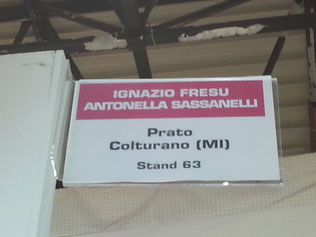 IGNAZIO FRESU
ANTONELLA SASSANELLI
Prato
Colturano (MI)
Stand 63